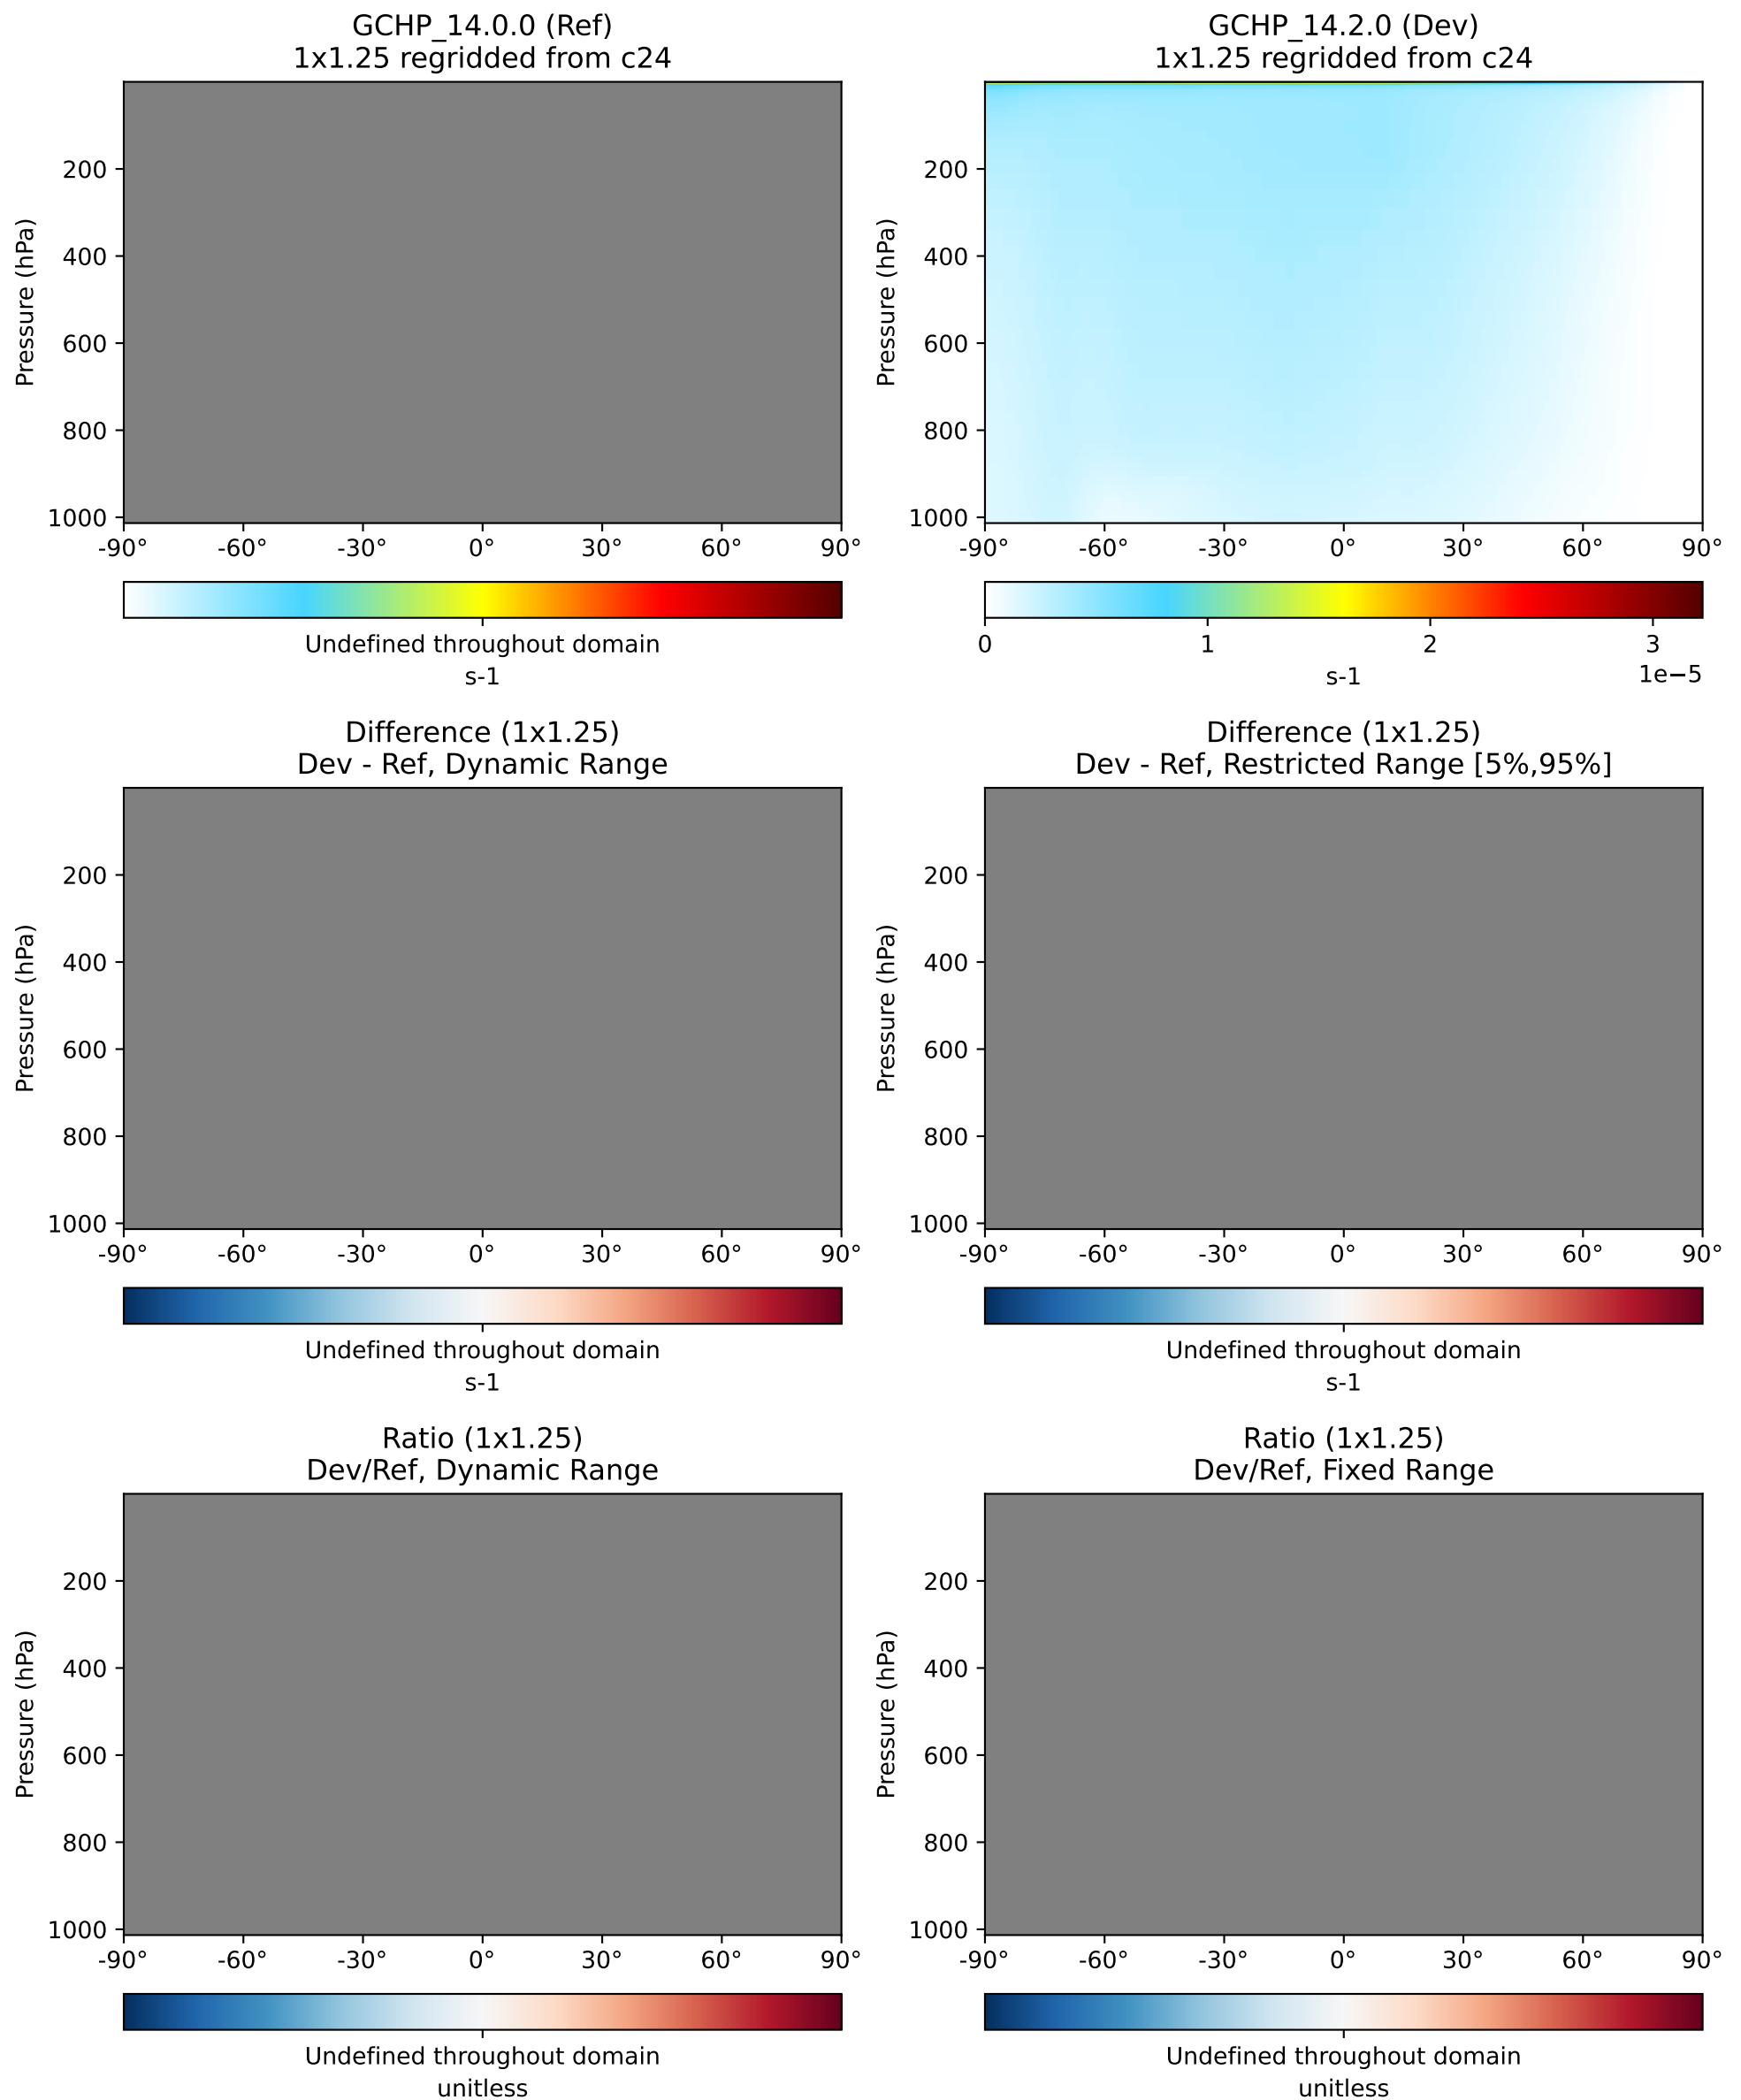 GCHP_14.0.0 (Ref)
1x1.25 regridded from c24
Pressure (hPa)
200
400
600
800
1000
-90° -60° -30° 0° 30° 60° 90°
Undefined throughout domain
s-1
GCHP_14.2.0 (Dev)
1x1.25 regridded from c24
Pressure (hPa)
200
400
600
800
1000
-90° -60° -30° 0° 30° 60° 90°
0 1 2 3
1e−5
s-1
Difference (1x1.25)
Dev - Ref, Dynamic Range
Pressure (hPa)
200
400
600
800
1000
-90° -60° -30° 0° 30° 60° 90°
Undefined throughout domain
s-1
Difference (1x1.25)
Dev - Ref, Restricted Range [5%,95%]
Pressure (hPa)
200
400
600
800
1000
-90° -60° -30° 0° 30° 60° 90°
Undefined throughout domain
s-1
Ratio (1x1.25)
Dev/Ref, Dynamic Range
Pressure (hPa)
200
400
600
800
1000
-90° -60° -30° 0° 30° 60° 90°
Undefined throughout domain
unitless
Ratio (1x1.25)
Dev/Ref, Fixed Range
Pressure (hPa)
200
400
600
800
1000
-90° -60° -30° 0° 30° 60° 90°
Undefined throughout domain
unitless